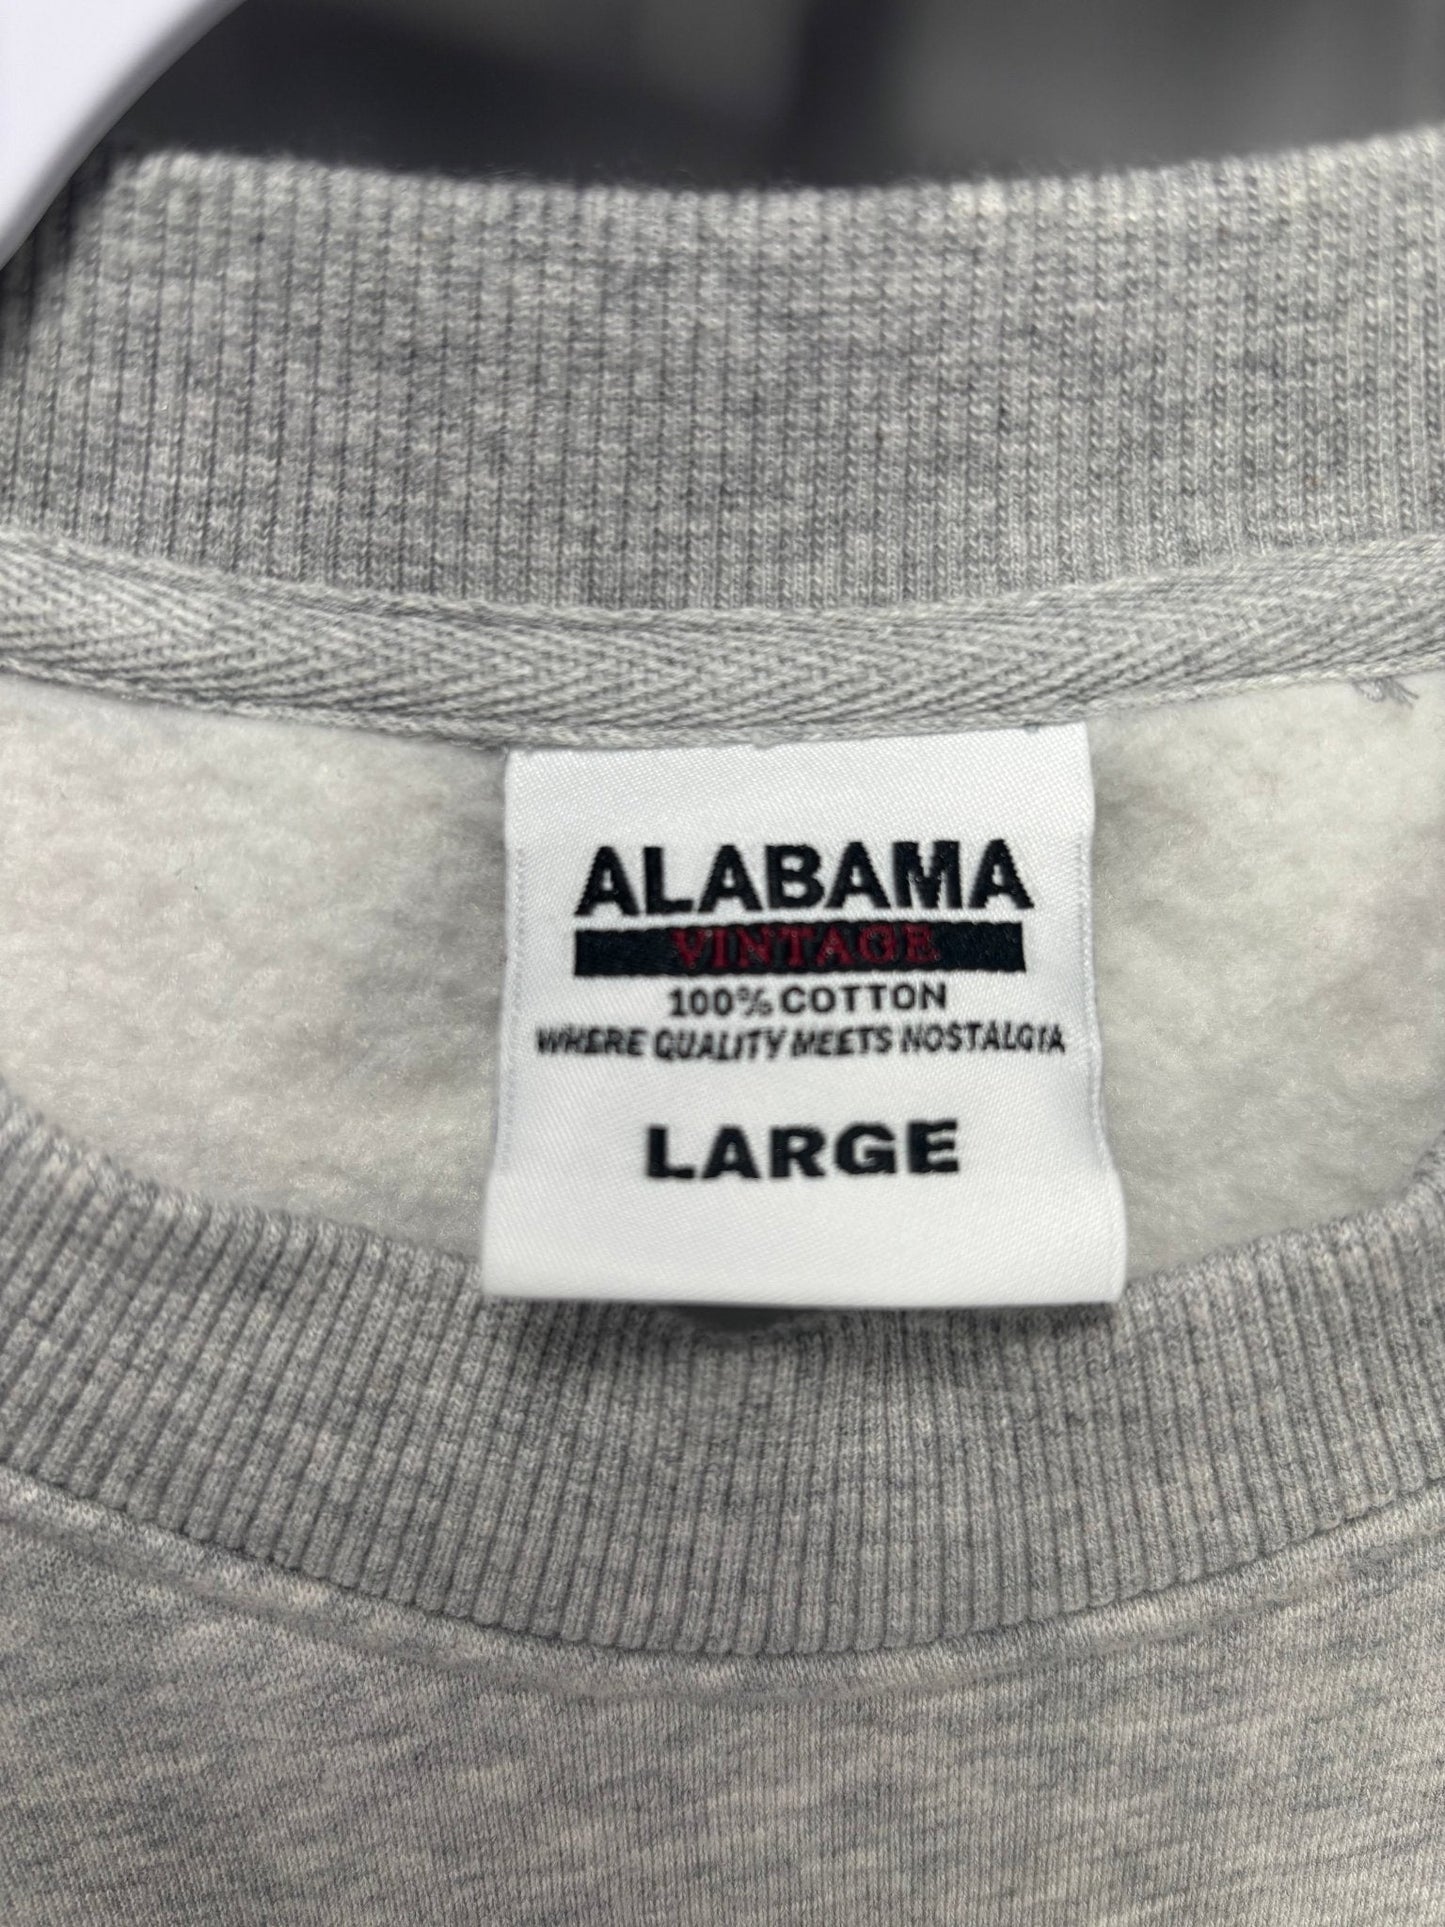 ALABAMA
VINTAGE
100% COTTON
WHERE QUALITY MEETS NOSTALGIA
LARGE